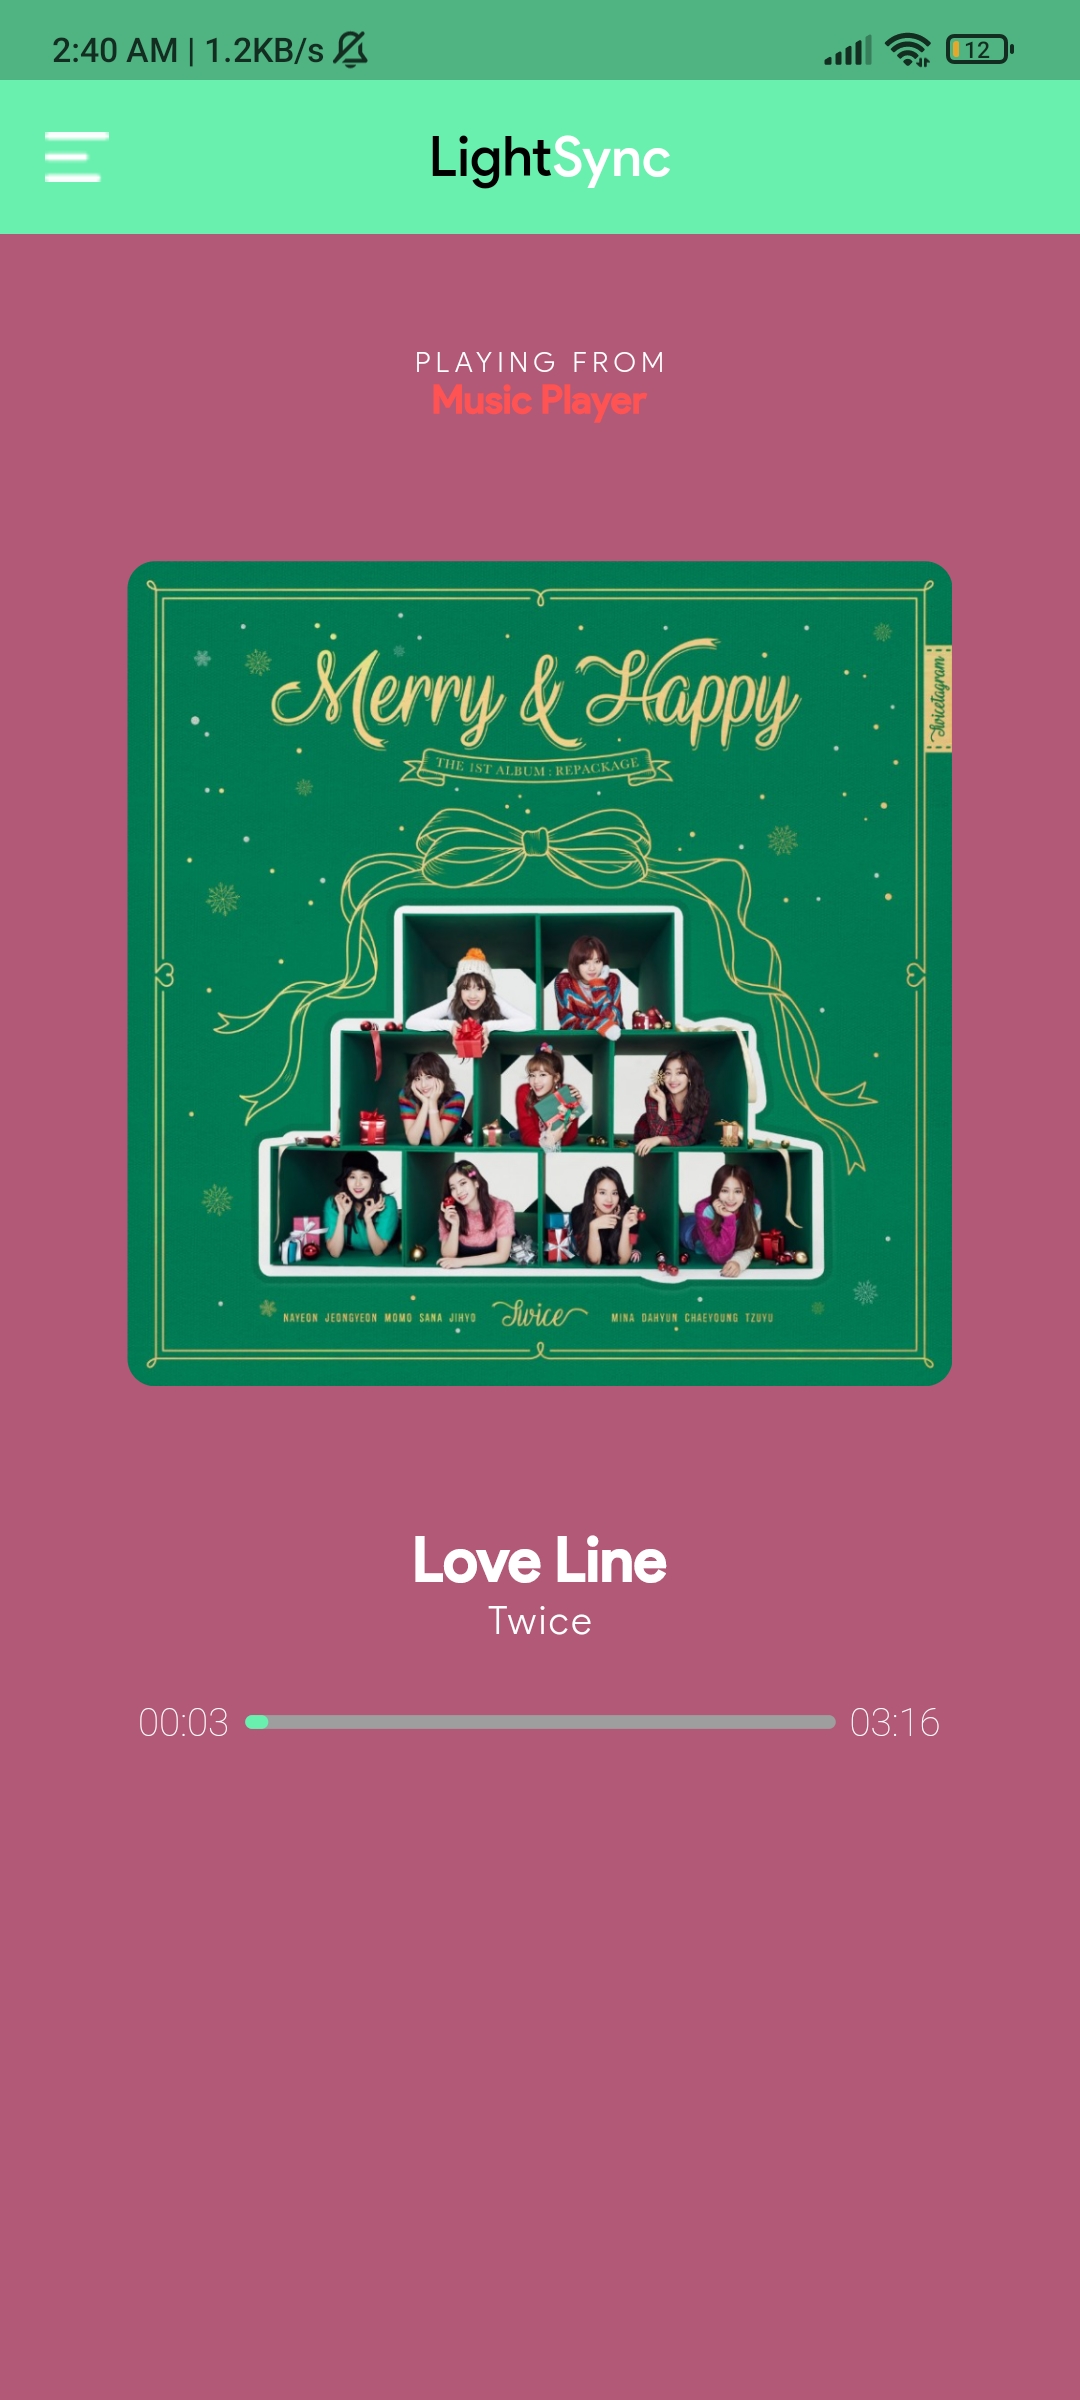 2:40 AM | 1.2KB/s
12
LightSync
PLAYING FROM
Music Player
Merry & Happy
Twicetagram
THE 1ST ALBUM : REPACKAGE
NAYEON JEONGYEON MOMO SANA JIHYO Twice MINA DAHYUN CHAEYOUNG TZUYU
Love Line
Twice
00:03 03:16